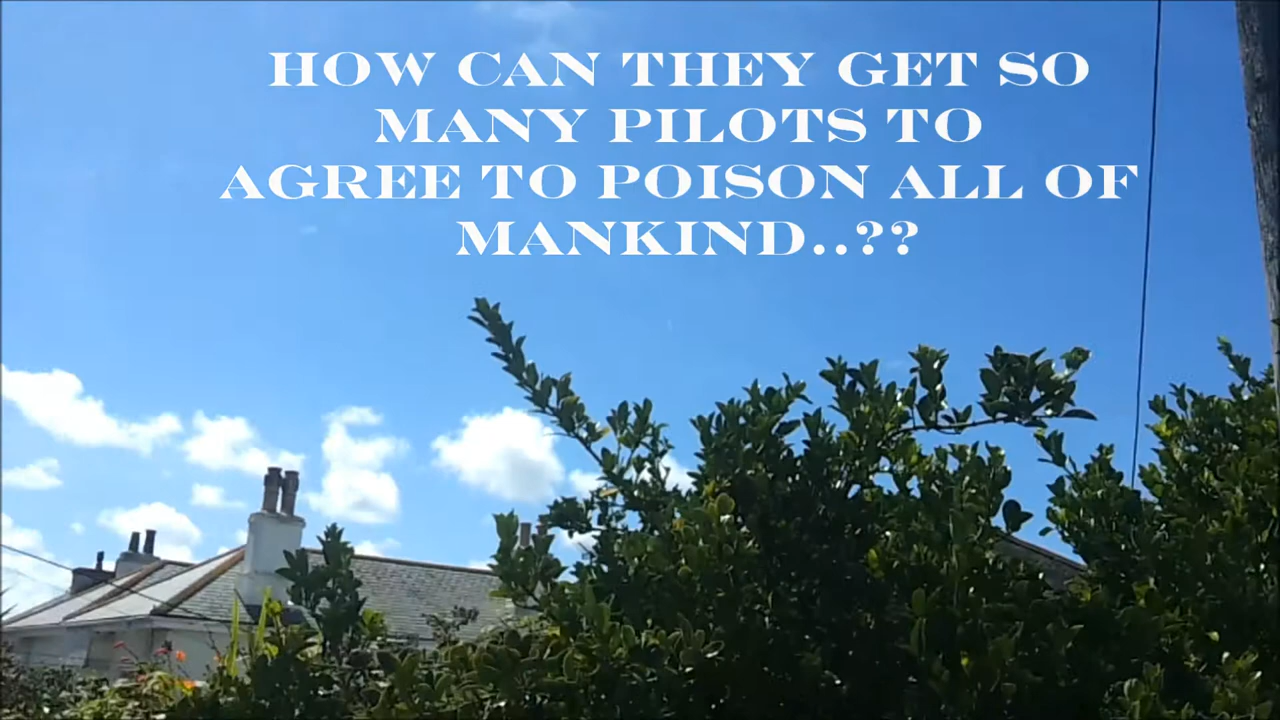 HOW CAN THEY GET SO
MANY PILOTS TO
AGREE TO POISON ALL OF
MANKIND..??